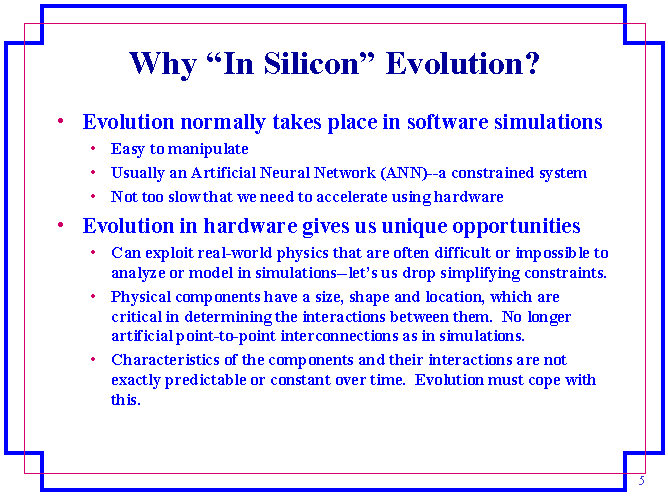 Why “In Silicon” Evolution?
• Evolution normally takes place in software simulations
• Easy to manipulate
• Usually an Artificial Neural Network (ANN)--a constrained system
• Not too slow that we need to accelerate using hardware
• Evolution in hardware gives us unique opportunities
• Can exploit real-world physics that are often difficult or impossible to
analyze or model in simulations--let’s us drop simplifying constraints.
• Physical components have a size, shape and location, which are
critical in determining the interactions between them.  No longer
artificial point-to-point interconnections as in simulations.
• Characteristics of the components and their interactions are not
exactly predictable or constant over time.  Evolution must cope with
this.
5